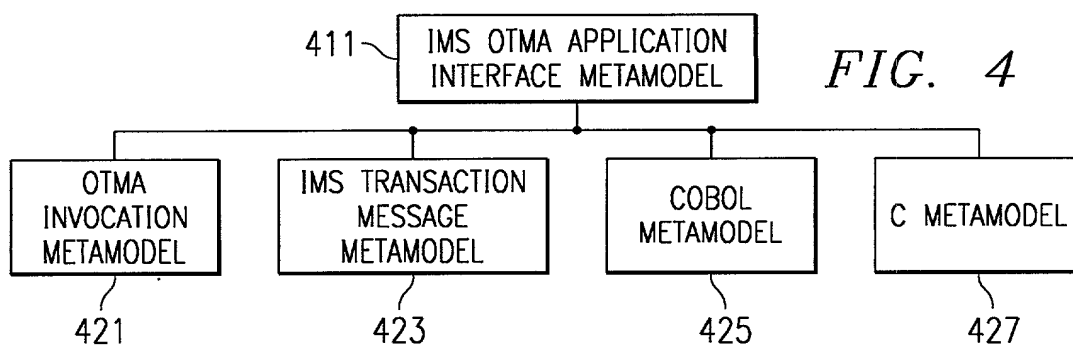 411
IMS OTMA APPLICATION
INTERFACE METAMODEL
FIG. 4
OTMA
INVOCATION
METAMODEL
IMS TRANSACTION
MESSAGE
METAMODEL
COBOL
METAMODEL
C METAMODEL
421
423
425
427